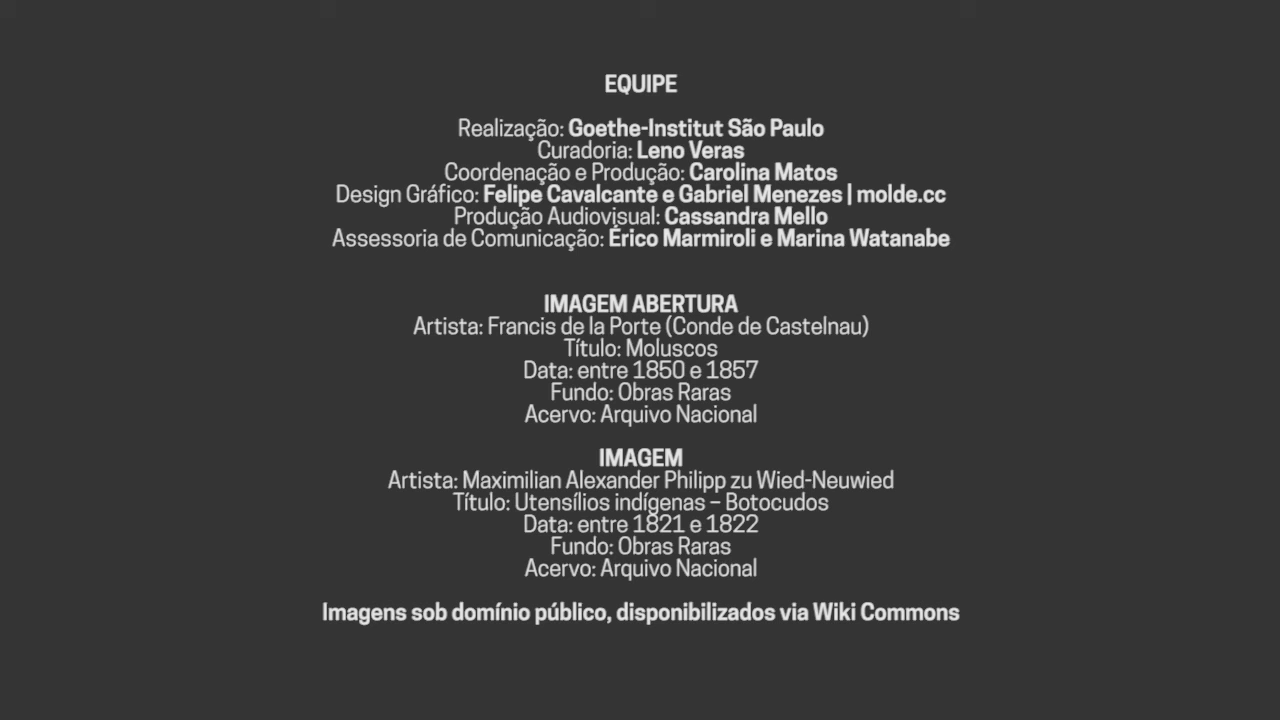 EQUIPE
Realização: Goethe-Institut São Paulo
Curadoria: Leno Veras
Coordenação e Produção: Carolina Matos
Design Gráfico: Felipe Cavalcante e Gabriel Menezes | molde.cc
Produção Audiovisual: Cassandra Mello
Assessoria de Comunicação: Érico Marmiroli e Marina Watanabe
IMAGEM ABERTURA
Artista: Francis de la Porte (Conde de Castelnau)
Título: Moluscos
Data: entre 1850 e 1857
Fundo: Obras Raras
Acervo: Arquivo Nacional
IMAGEM
Artista: Maximilian Alexander Philipp zu Wied-Neuwied
Título: Utensílios indígenas – Botocudos
Data: entre 1821 e 1822
Fundo: Obras Raras
Acervo: Arquivo Nacional
Imagens sob domínio público, disponibilizados via Wiki Commons